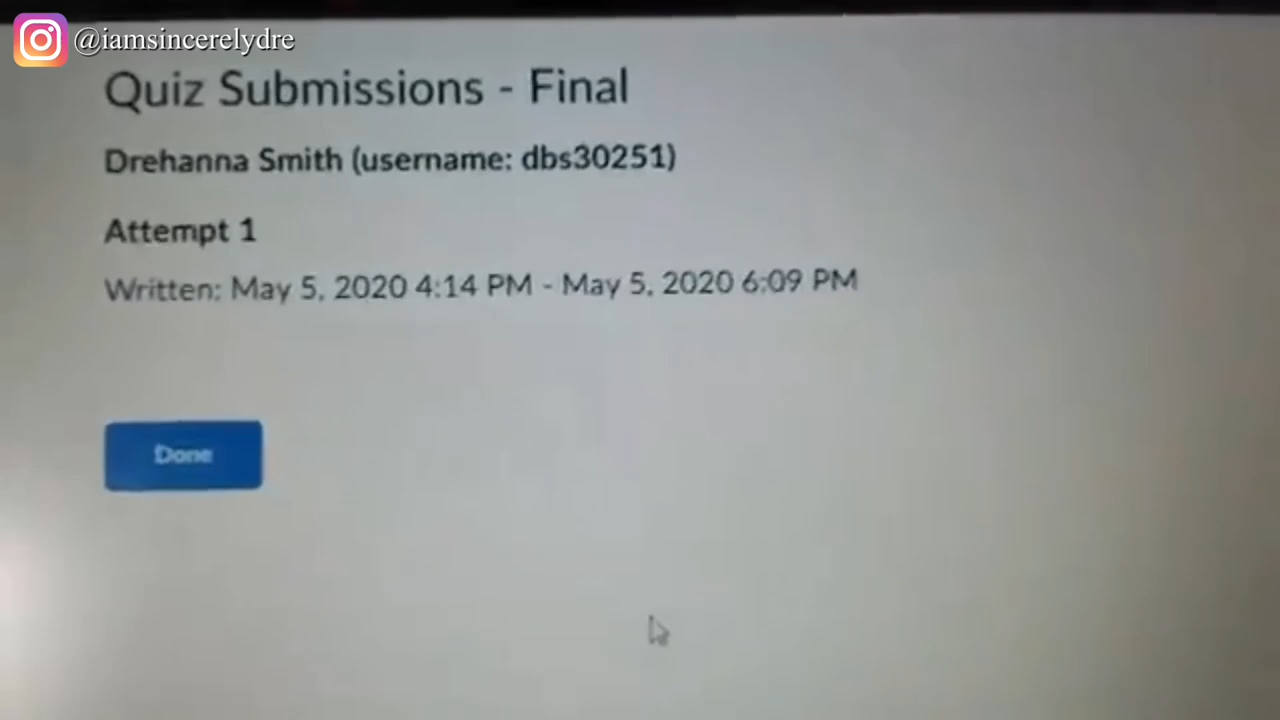 @iamsincerelydre
Quiz Submissions - Final
Drehanna Smith (username: dbs30251)
Attempt 1
Written: May 5, 2020 4:14 PM - May 5, 2020 6:09 PM
Done